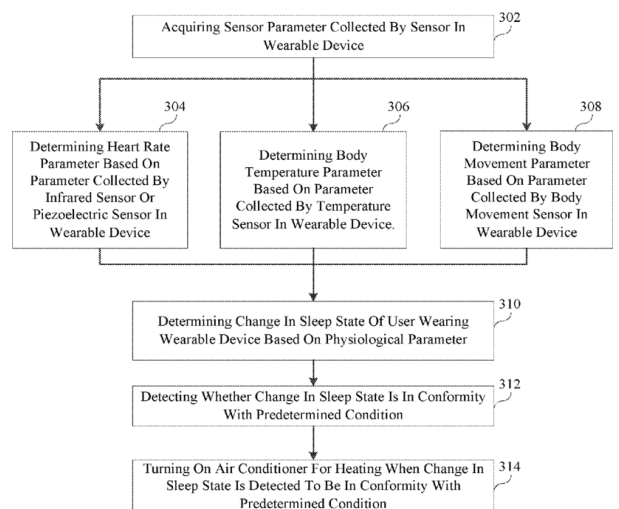 Acquiring Sensor Parameter Collected By Sensor In
Wearable Device
302
304
Determining Heart Rate
Parameter Based On
Parameter Collected By
Infrared Sensor Or
Piezoelectric Sensor In
Wearable Device
306
Determining Body
Temperature Parameter
Based On Parameter
Collected By Temperature
Sensor In Wearable Device.
308
Determining Body
Movement Parameter
Based On Parameter
Collected By Body
Movement Sensor In
Wearable Device
310
Determining Change In Sleep State Of User Wearing
Wearable Device Based On Physiological Parameter
312
Detecting Whether Change In Sleep State Is In Conformity
With Predetermined Condition
314
Turning On Air Conditioner For Heating When Change In
Sleep State Is Detected To Be In Conformity With
Predetermined Condition